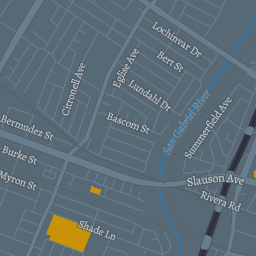 Lochinvar Dr
Bert St
Eglise Ave
Citronell Ave
Lundahl Dr
Bascom St
San Gabriel River
Summerfield Ave
Bermudez St
Burke St
Myron St
Slauson Ave
Rivera Rd
Shade Ln